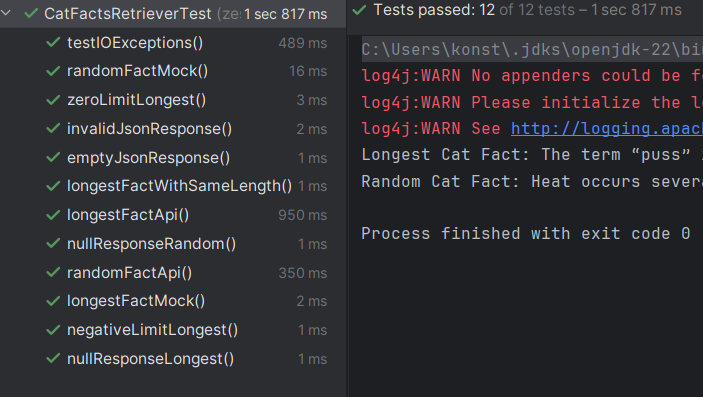 CatFactsRetrieverTest (ze: 1 sec 817 ms
testIOExceptions() 489 ms
randomFactMock() 16 ms
zeroLimitLongest() 3 ms
invalidJsonResponse() 2 ms
emptyJsonResponse() 1 ms
longestFactWithSameLength() 1 ms
longestFactApi() 950 ms
nullResponseRandom() 1 ms
randomFactApi() 350 ms
longestFactMock() 2 ms
negativeLimitLongest() 1 ms
nullResponseLongest() 1 ms
Tests passed: 12 of 12 tests – 1 sec 817 ms
C:\Users\konst\.jdks\openjdk-22\bin
log4j:WARN No appenders could be f
log4j:WARN Please initialize the l
log4j:WARN See http://logging.apac
Longest Cat Fact: The term “puss”
Random Cat Fact: Heat occurs severa
Process finished with exit code 0